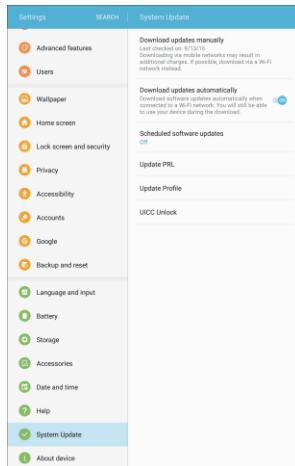 Settings
SEARCH
Advanced features
Users
Wallpaper
Home screen
Lock screen and security
Privacy
Accessibility
Accounts
Google
Backup and reset
Language and input
Battery
Storage
Accessories
Date and time
Help
System Update
About device
System Update
Download updates manually
Last checked on: 9/13/16
Downloading via mobile networks may result in
additional charges. If possible, download via a Wi-Fi
network instead.
Download updates automatically
Download software updates automatically when
connected to a Wi-Fi network. You will still be able
to use your device during the download.
ON
Scheduled software updates
Off
Update PRL
Update Profile
UICC Unlock